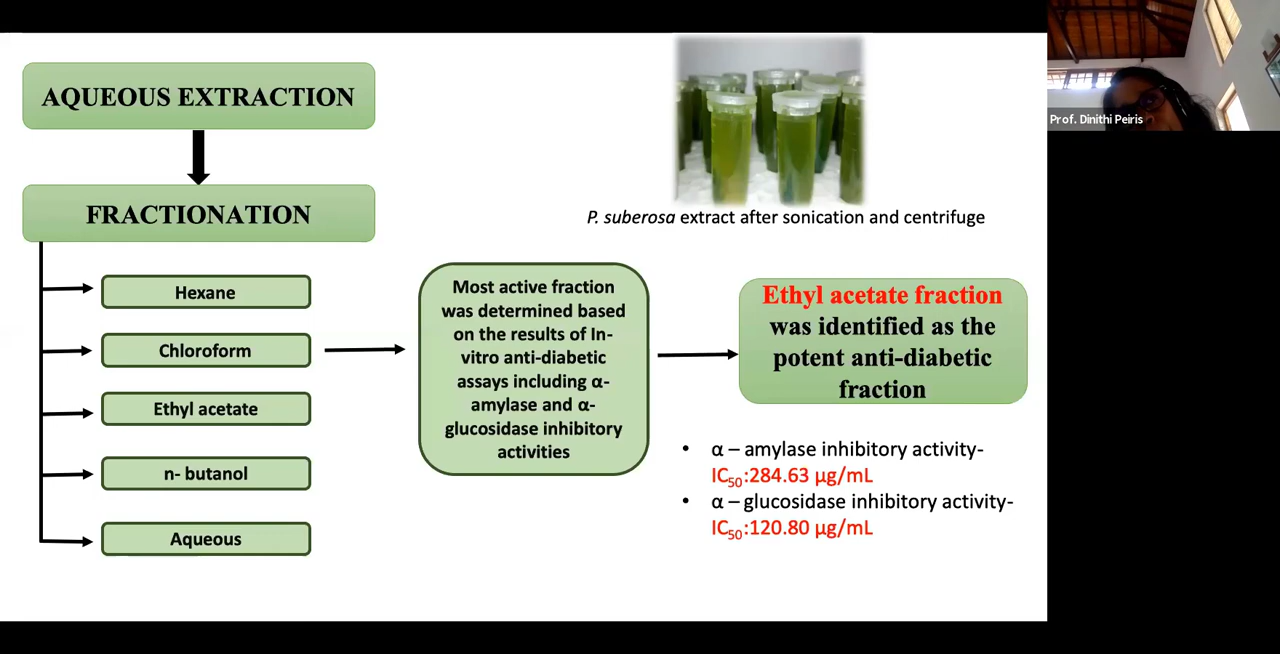 AQUEOUS EXTRACTION
FRACTIONATION
Hexane
Chloroform
Ethyl acetate
n- butanol
Aqueous
Most active fraction
was determined based
on the results of In-
vitro anti-diabetic
assays including α-
amylase and α-
glucosidase inhibitory
activities
P. suberosa extract after sonication and centrifuge
Ethyl acetate fraction
was identified as the
potent anti-diabetic
fraction
• α – amylase inhibitory activity-
IC50:284.63 µg/mL
• α – glucosidase inhibitory activity-
IC50:120.80 µg/mL
Prof. Dinithi Peiris